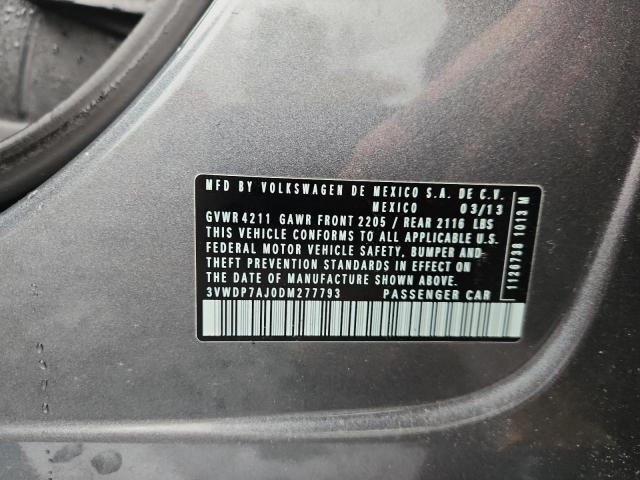 MFD BY VOLKSWAGEN DE MEXICO S.A. DE C.V.
MEXICO 03/13
GVWR 4211 GAWR FRONT 2205 / REAR 2116 LBS
THIS VEHICLE CONFORMS TO ALL APPLICABLE U.S.
FEDERAL MOTOR VEHICLE SAFETY, BUMPER AND
THEFT PREVENTION STANDARDS IN EFFECT ON
THE DATE OF MANUFACTURE SHOWN ABOVE.
3VWDP7AJ0DM277793 PASSENGER CAR
1126738 1013 M